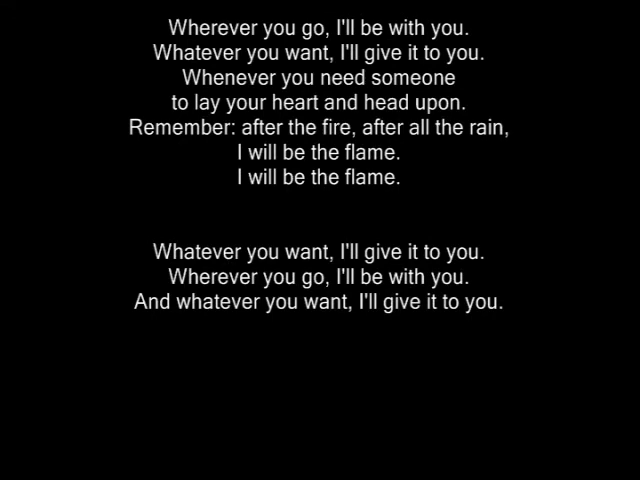 Wherever you go, I'll be with you.
Whatever you want, I'll give it to you.
Whenever you need someone
to lay your heart and head upon.
Remember: after the fire, after all the rain,
I will be the flame.
I will be the flame.
Whatever you want, I'll give it to you.
Wherever you go, I'll be with you.
And whatever you want, I'll give it to you.